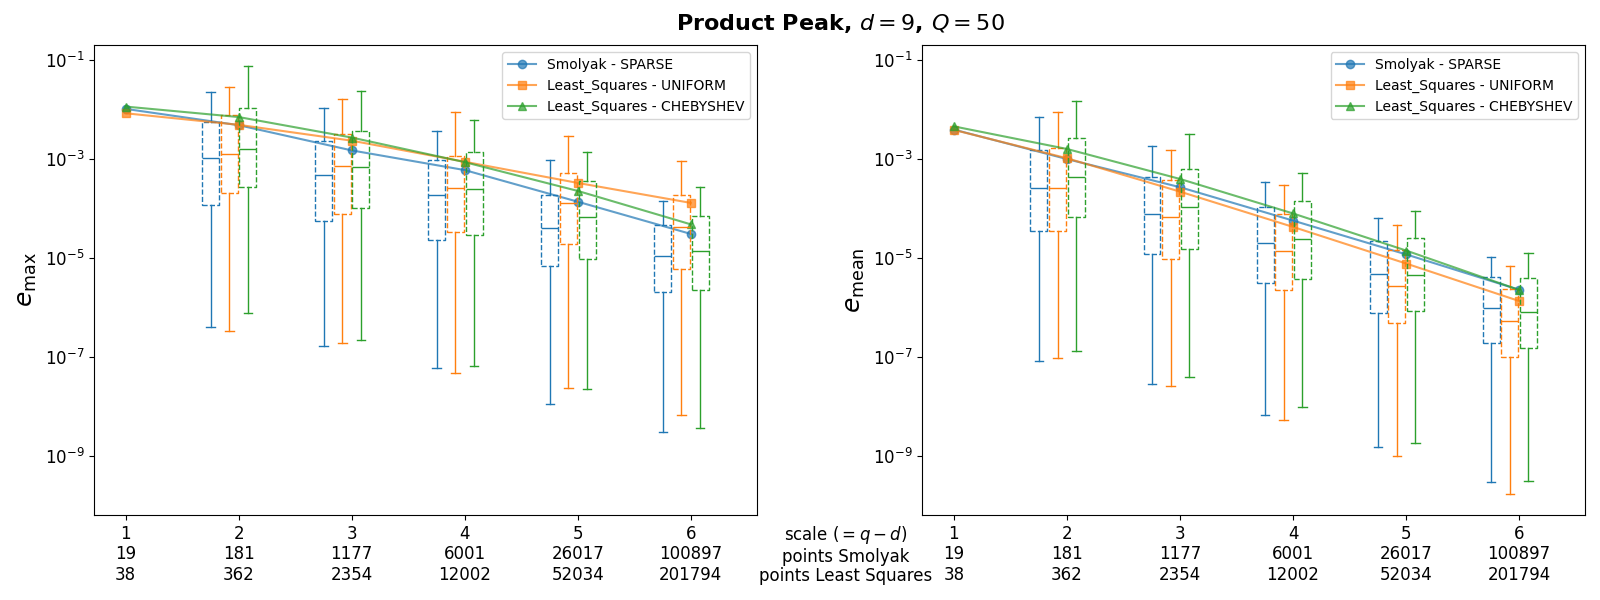 Product Peak, d = 9, Q = 50
10⁻¹
10⁻³
10⁻⁵
10⁻⁷
10⁻⁹
e_max
Smolyak - SPARSE
Least_Squares - UNIFORM
Least_Squares - CHEBYSHEV
1 2 3 4 5 6
19 181 1177 6001 26017 100897
38 362 2354 12002 52034 201794
scale (= q − d)
points Smolyak
points Least Squares
10⁻¹
10⁻³
10⁻⁵
10⁻⁷
10⁻⁹
e_mean
Smolyak - SPARSE
Least_Squares - UNIFORM
Least_Squares - CHEBYSHEV
1 2 3 4 5 6
19 181 1177 6001 26017 100897
38 362 2354 12002 52034 201794